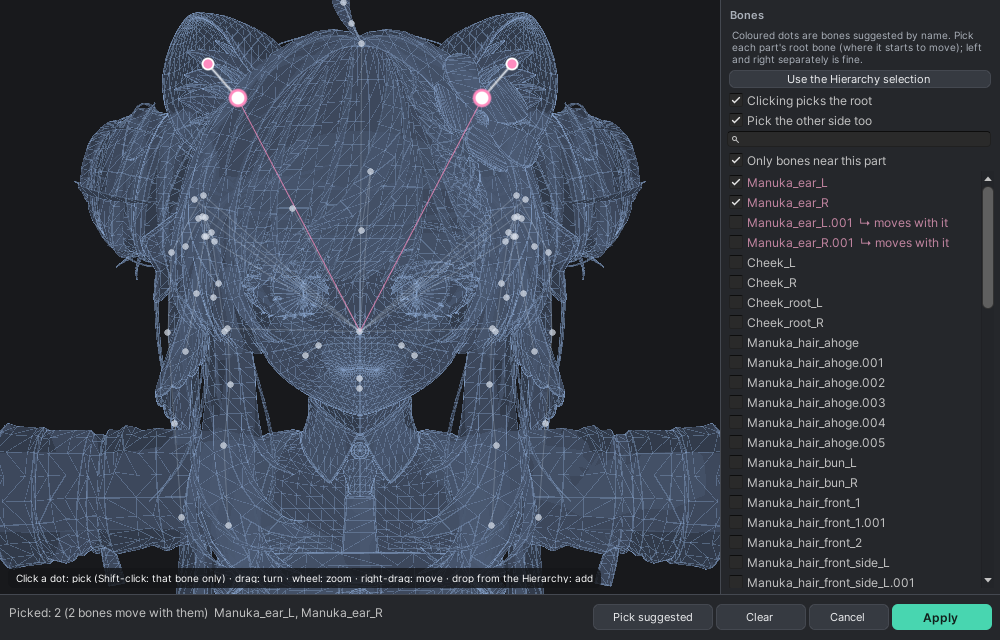 Bones
Coloured dots are bones suggested by name. Pick
each part's root bone (where it starts to move); left
and right separately is fine.
Use the Hierarchy selection
Clicking picks the root
Pick the other side too
Only bones near this part
Manuka_ear_L
Manuka_ear_R
Manuka_ear_L.001 ↳ moves with it
Manuka_ear_R.001 ↳ moves with it
Cheek_L
Cheek_R
Cheek_root_L
Cheek_root_R
Manuka_hair_ahoge
Manuka_hair_ahoge.001
Manuka_hair_ahoge.002
Manuka_hair_ahoge.003
Manuka_hair_ahoge.004
Manuka_hair_ahoge.005
Manuka_hair_bun_L
Manuka_hair_bun_R
Manuka_hair_front_1
Manuka_hair_front_1.001
Manuka_hair_front_2
Manuka_hair_front_side_L
Manuka_hair_front_side_L.001
Click a dot: pick (Shift-click: that bone only) · drag: turn · wheel: zoom · right-drag: move · drop from the Hierarchy: add
Picked: 2 (2 bones move with them) Manuka_ear_L, Manuka_ear_R
Pick suggested
Clear
Cancel
Apply